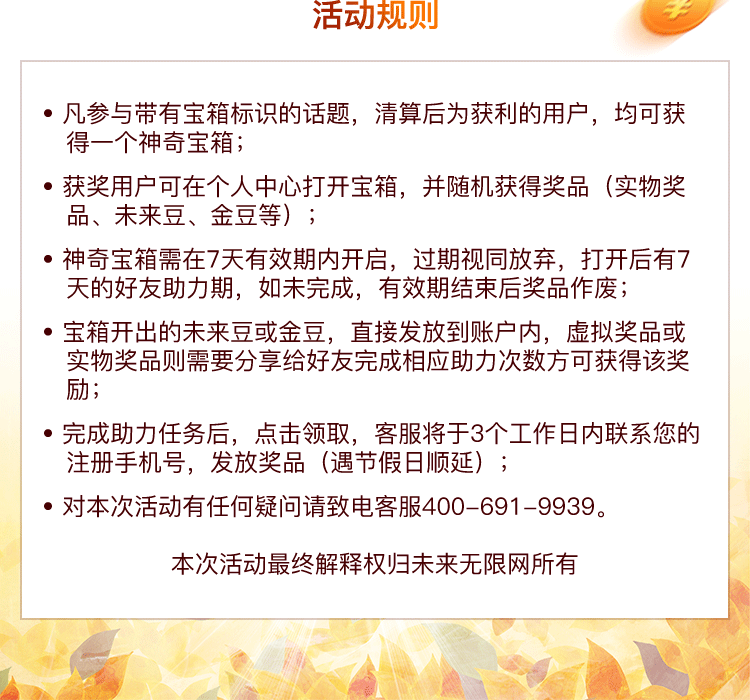 活动规则
• 凡参与带有宝箱标识的话题，清算后为获利的用户，均可获
得一个神奇宝箱；
• 获奖用户可在个人中心打开宝箱，并随机获得奖品（实物奖
品、未来豆、金豆等）；
• 神奇宝箱需在7天有效期内开启，过期视同放弃，打开后有7
天的好友助力期，如未完成，有效期结束后奖品作废；
• 宝箱开出的未来豆或金豆，直接发放到账户内，虚拟奖品或
实物奖品则需要分享给好友完成相应助力次数方可获得该奖
励；
• 完成助力任务后，点击领取，客服将于3个工作日内联系您的
注册手机号，发放奖品（遇节假日顺延）；
• 对本次活动有任何疑问请致电客服400-691-9939。
本次活动最终解释权归未来无限网所有